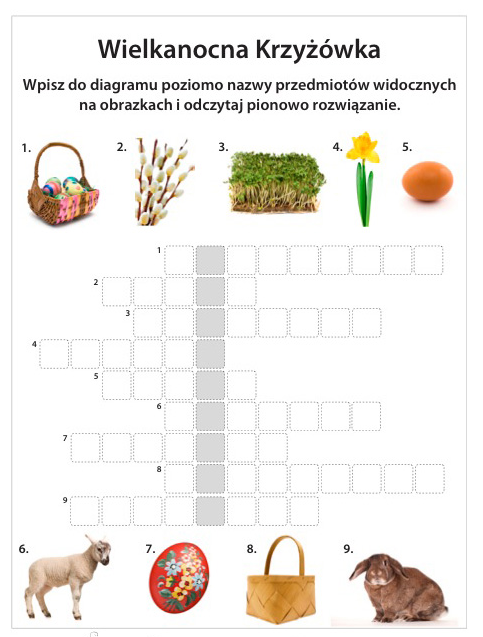 Wielkanocna Krzyżówka
Wpisz do diagramu poziomo nazwy przedmiotów widocznych
na obrazkach i odczytaj pionowo rozwiązanie.
1. 2. 3. 4. 5.
1
2
3
4
5
6
7
8
9
6. 7. 8. 9.